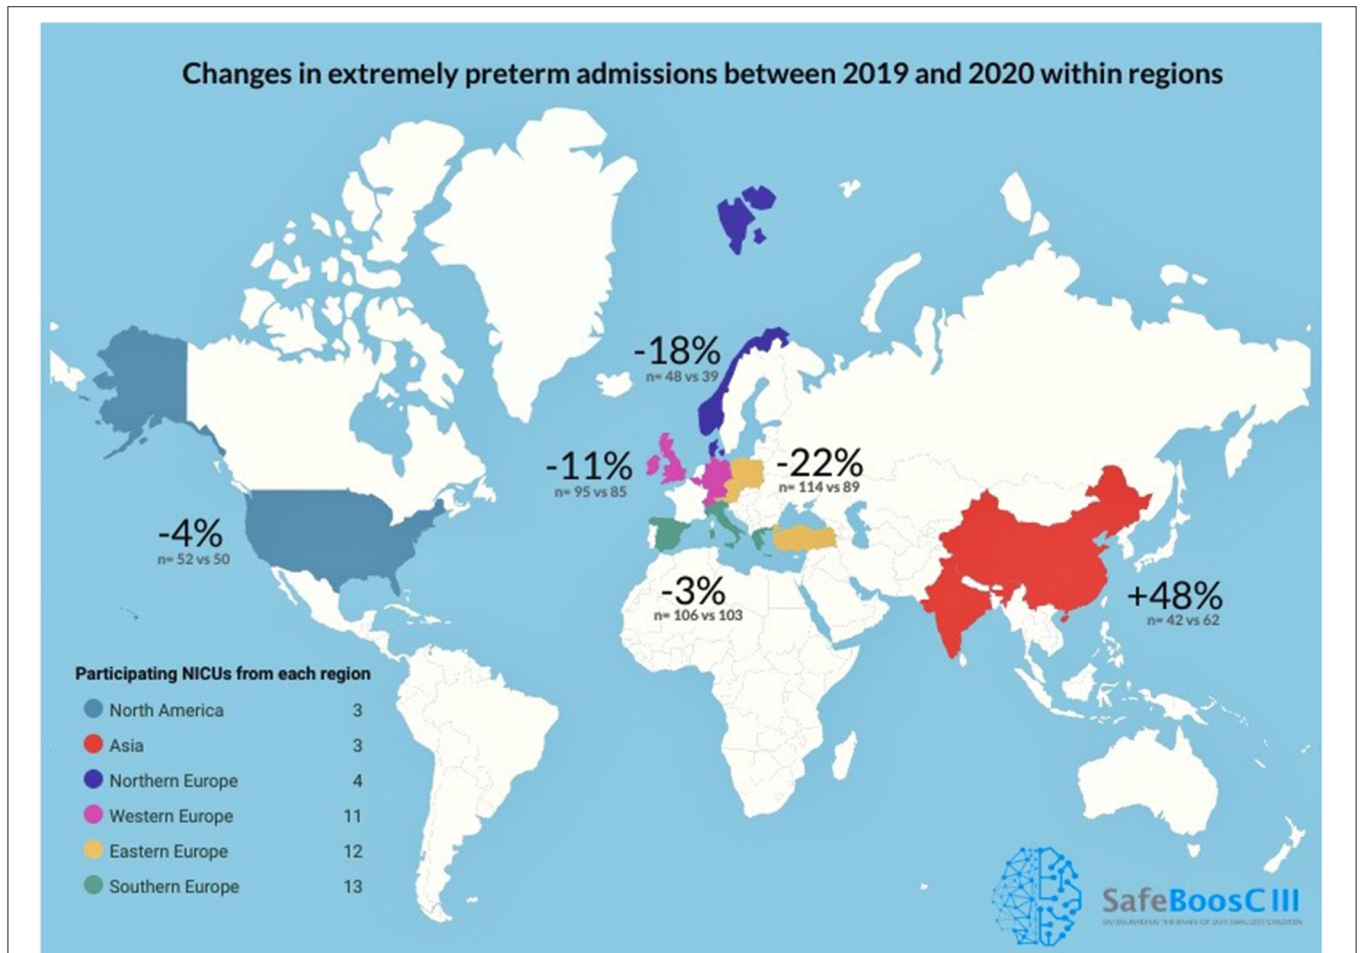 Changes in extremely preterm admissions between 2019 and 2020 within regions
-18%
n= 48 vs 39
-11%
n= 95 vs 85
-22%
n= 114 vs 89
-4%
n= 52 vs 50
-3%
n= 106 vs 103
+48%
n= 42 vs 62
Participating NICUs from each region
North America 3
Asia 3
Northern Europe 4
Western Europe 11
Eastern Europe 12
Southern Europe 13
SafeBoosC III
SAFEGUARDING THE BRAIN OF OUR SMALLEST CHILDREN